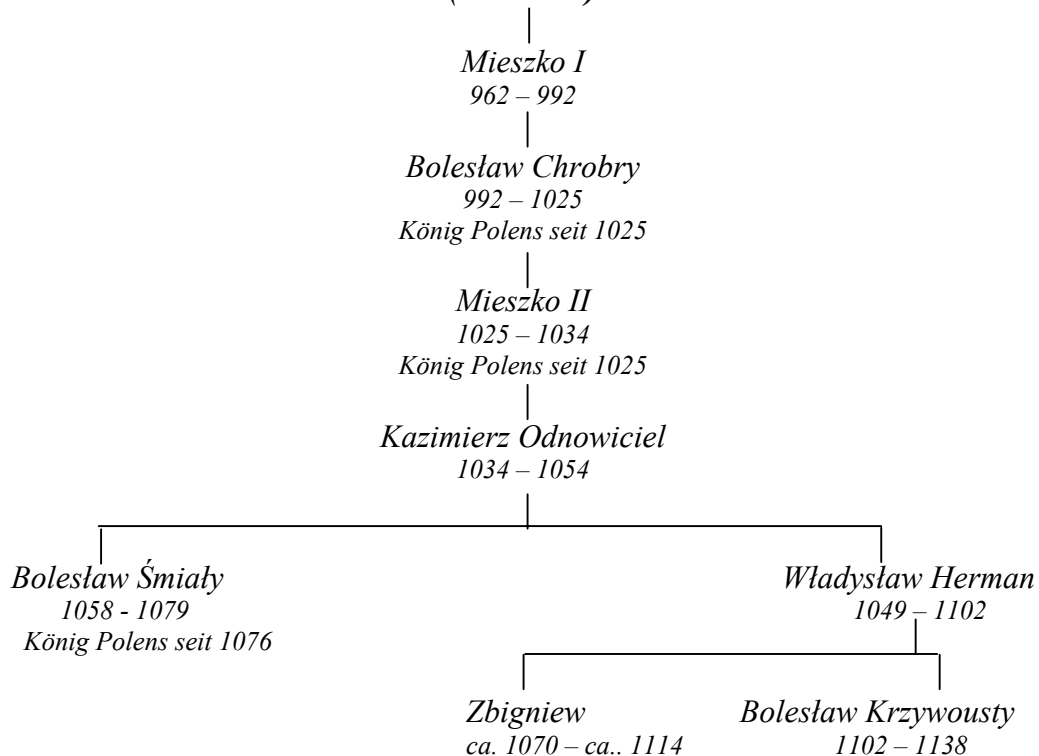 Mieszko I
962 – 992
Bolesław Chrobry
992 – 1025
König Polens seit 1025
Mieszko II
1025 – 1034
König Polens seit 1025
Kazimierz Odnowiciel
1034 – 1054
Bolesław Śmiały
1058 - 1079
König Polens seit 1076
Władysław Herman
1049 – 1102
Zbigniew
ca. 1070 – ca.. 1114
Bolesław Krzywousty
1102 – 1138